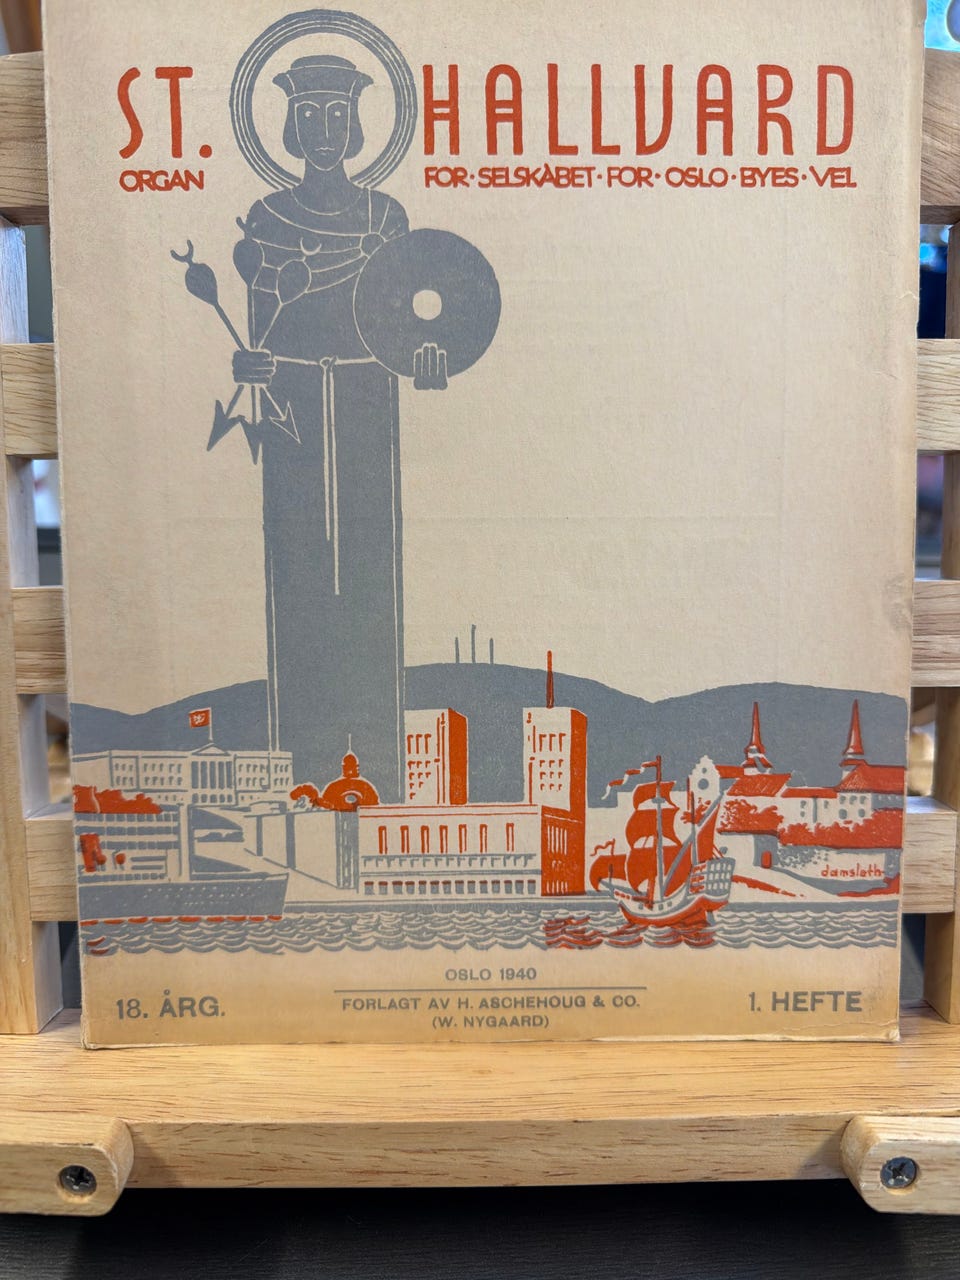 ST. HALLVARD
ORGAN FOR·SELSKÅBET·FOR·OSLO·BYES·VEL
damsleth
OSLO 1940
18. ÅRG. FORLAGT AV H. ASCHEHOUG & CO. 1. HEFTE
(W. NYGAARD)